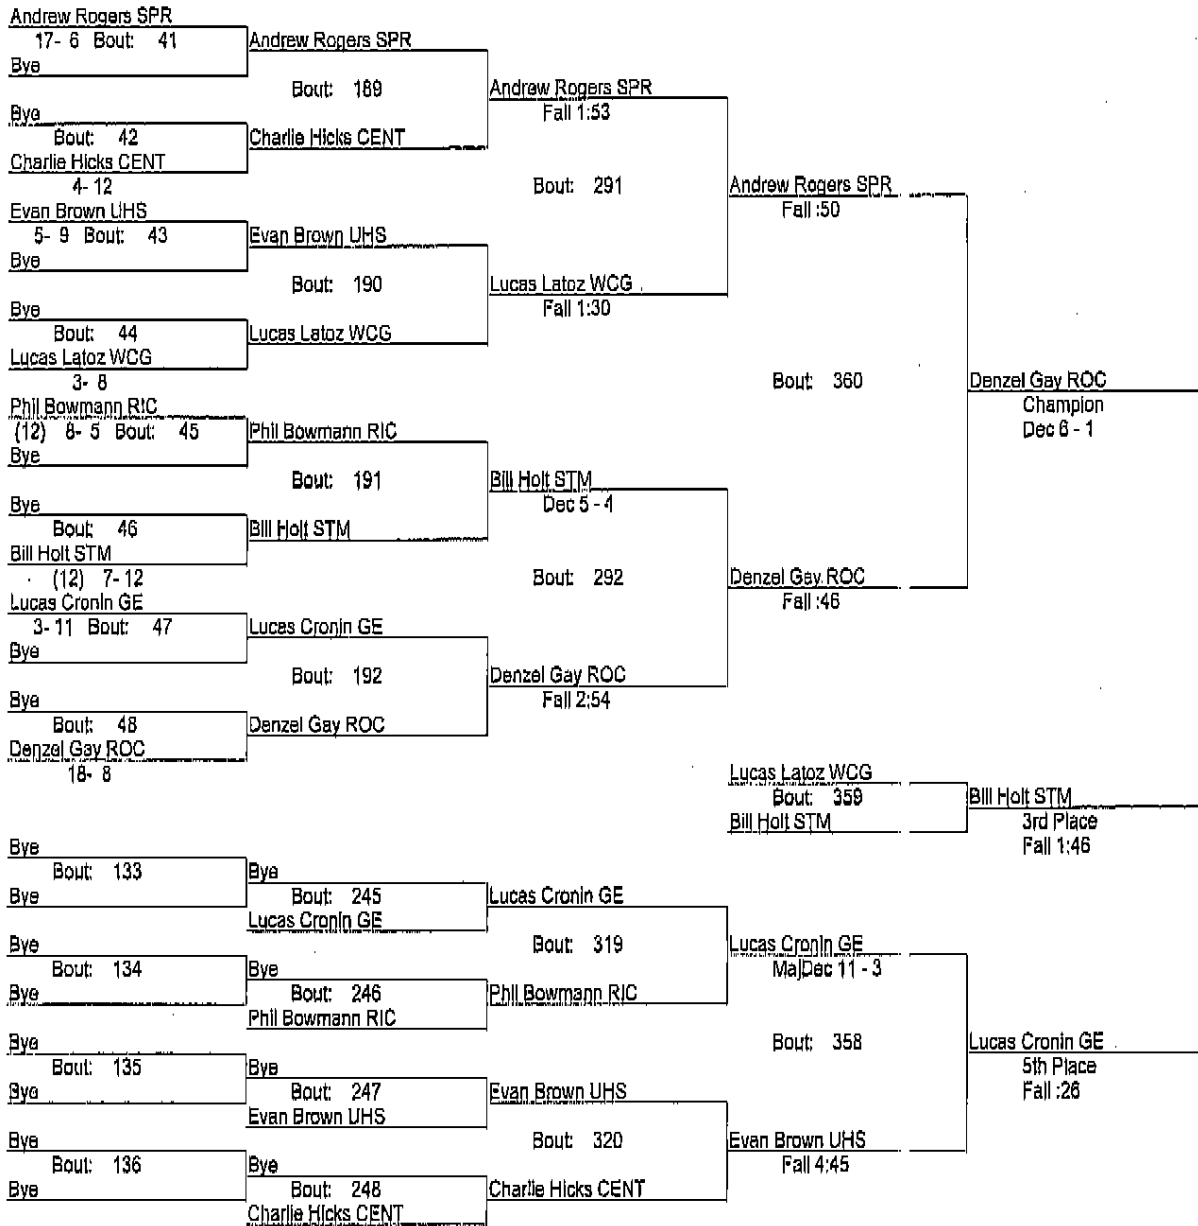 Andrew Rogers SPR
17- 6 Bout: 41
Bye
Bye
Bout: 42
Charlie Hicks CENT
4- 12
Evan Brown UHS
5- 9 Bout: 43
Bye
Bye
Bout: 44
Lucas Latoz WCG
3- 8
Phil Bowmann RIC
(12) 8- 5 Bout: 45
Bye
Bye
Bout: 46
Bill Holt STM
(12) 7- 12
Lucas Cronin GE
3- 11 Bout: 47
Bye
Bye
Bout: 48
Denzel Gay ROC
18- 8
Andrew Rogers SPR
Bout: 189
Charlie Hicks CENT
Evan Brown UHS
Bout: 190
Lucas Latoz WCG
Phil Bowmann RIC
Bout: 191
Bill Holt STM
Lucas Cronin GE
Bout: 192
Denzel Gay ROC
Andrew Rogers SPR
Fall 1:53
Bout: 291
Lucas Latoz WCG
Fall 1:30
Bill Holt STM
Dec 5 - 4
Bout: 292
Denzel Gay ROC
Fall 2:54
Andrew Rogers SPR
Fall :50
Bout: 360
Denzel Gay ROC
Fall :46
Denzel Gay ROC
Champion
Dec 6 - 1
Lucas Latoz WCG
Bout: 359
Bill Holt STM
Bill Holt STM
3rd Place
Fall 1:46
Bye
Bout: 133
Bye
Bye
Bout: 134
Bye
Bye
Bout: 135
Bye
Bye
Bout: 136
Bye
Bye
Bout: 245
Lucas Cronin GE
Bye
Bout: 246
Phil Bowmann RIC
Bye
Bout: 247
Evan Brown UHS
Bye
Bout: 248
Charlie Hicks CENT
Lucas Cronin GE
Bout: 319
Phil Bowmann RIC
Evan Brown UHS
Bout: 320
Charlie Hicks CENT
Lucas Cronin GE
MajDec 11 - 3
Bout: 358
Evan Brown UHS
Fall 4:45
Lucas Cronin GE
5th Place
Fall :26